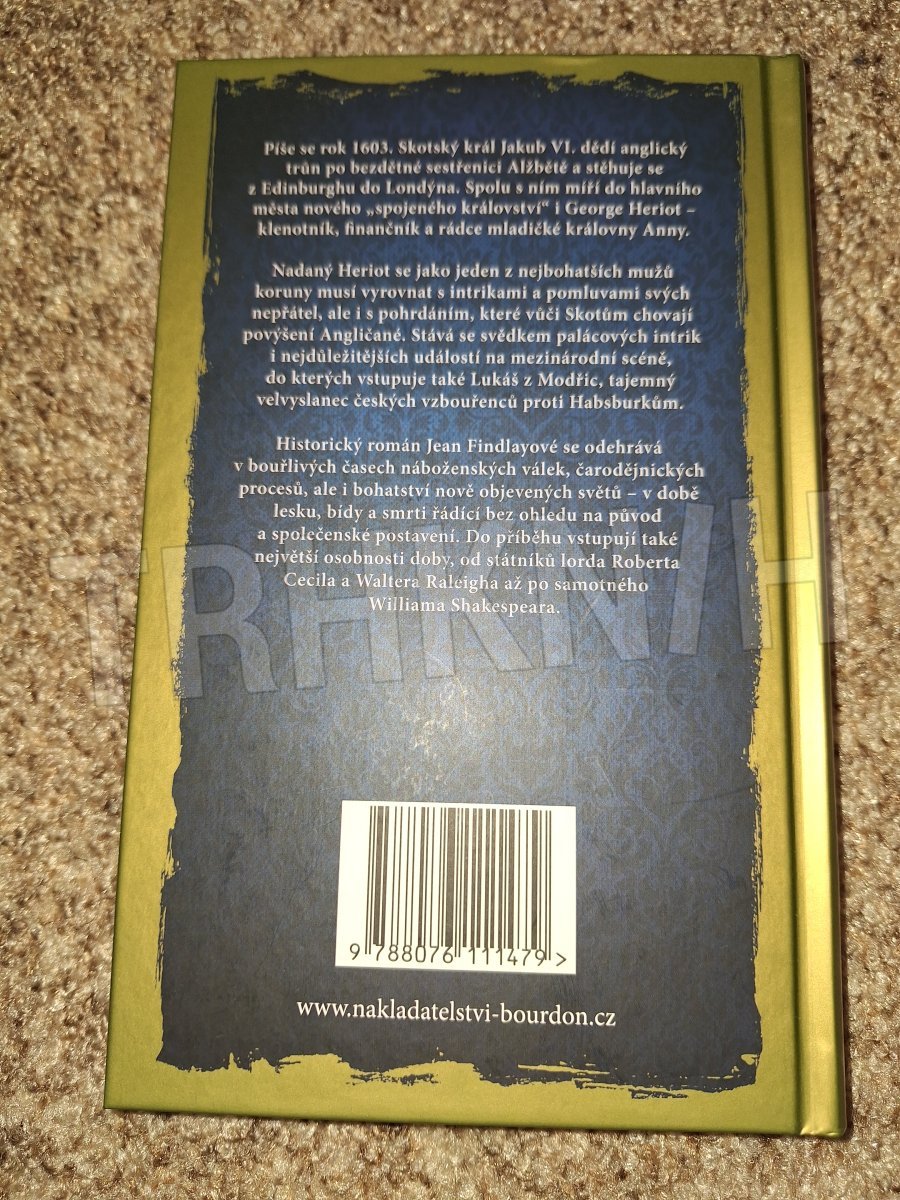 Píše se rok 1603. Skotský král Jakub VI. dědí anglický
trůn po bezdětné sestřenici Alžbětě a stěhuje se
z Edinburghu do Londýna. Spolu s ním míří do hlavního
města nového „spojeného království“ i George Heriot –
klenotník, finančník a rádce mladičké královny Anny.
Nadaný Heriot se jako jeden z nejbohatších mužů
koruny musí vyrovnat s intrikami a pomluvami svých
nepřátel, ale i s pohrdáním, které vůči Skotům chovají
povýšení Angličané. Stává se svědkem palácových intrik
i nejdůležitějších událostí na mezinárodní scéně,
do kterých vstupuje také Lukáš z Modřic, tajemný
velvyslanec českých vzbouřenců proti Habsburkům.
Historický román Jean Findlayové se odehrává
v bouřlivých časech náboženských válek, čarodějnických
procesů, ale i bohatství nově objevených světů – v době
lesku, bídy a smrti řádící bez ohledu na původ
a společenské postavení. Do příběhu vstupují také
největší osobnosti doby, od státníků lorda Roberta
Cecila a Waltera Raleigha až po samotného
Williama Shakespeara.
TRHKNIH
9 788076 111479 >
www.nakladatelstvi-bourdon.cz